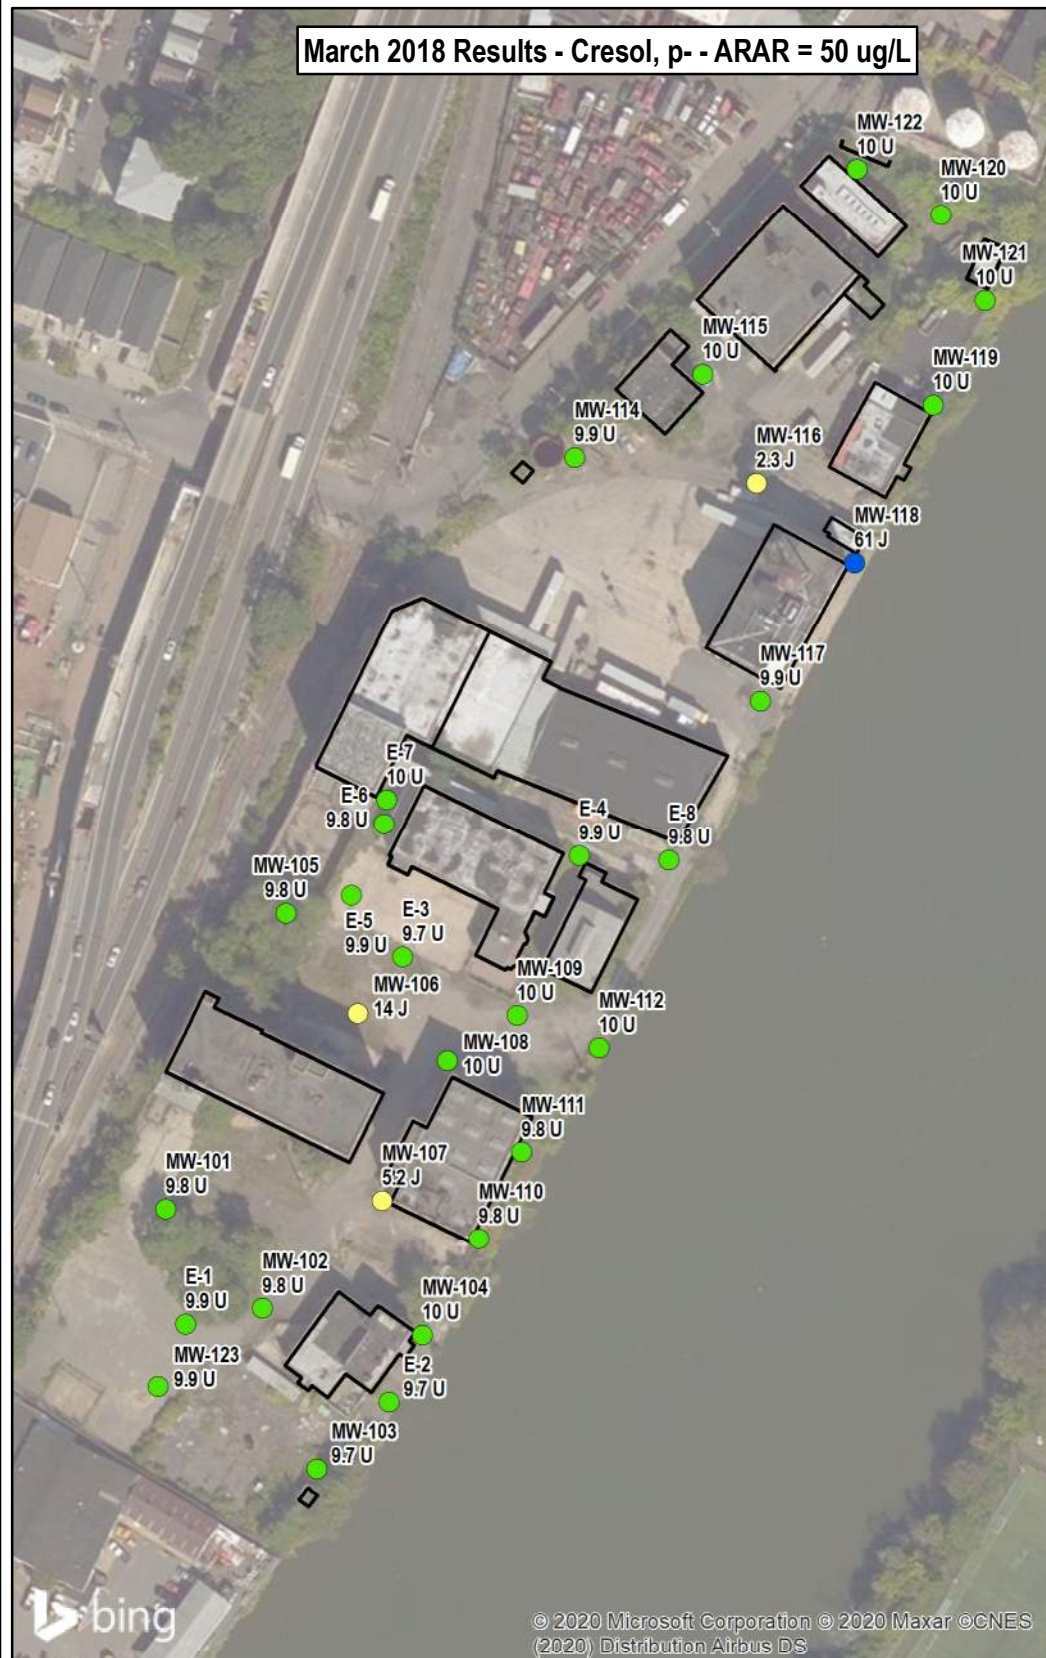 March 2018 Results - Cresol, p- - ARAR = 50 ug/L
MW-122
10 U
MW-120
10 U
MW-121
10 U
MW-115
10 U
MW-119
10 U
MW-114
9.9 U
MW-116
2.3 J
MW-118
61 J
MW-117
9.9 U
E-7
10 U
E-6
9.8 U
E-4
9.9 U
E-8
9.8 U
MW-105
9.8 U
E-5
9.9 U
E-3
9.7 U
MW-106
14 J
MW-109
10 U
MW-112
10 U
MW-108
10 U
MW-111
9.8 U
MW-107
5.2 J
MW-101
9.8 U
MW-110
9.8 U
MW-102
9.8 U
E-1
9.9 U
MW-104
10 U
MW-123
9.9 U
E-2
9.7 U
MW-103
9.7 U
bing
© 2020 Microsoft Corporation © 2020 Maxar ©CNES
(2020) Distribution Airbus DS